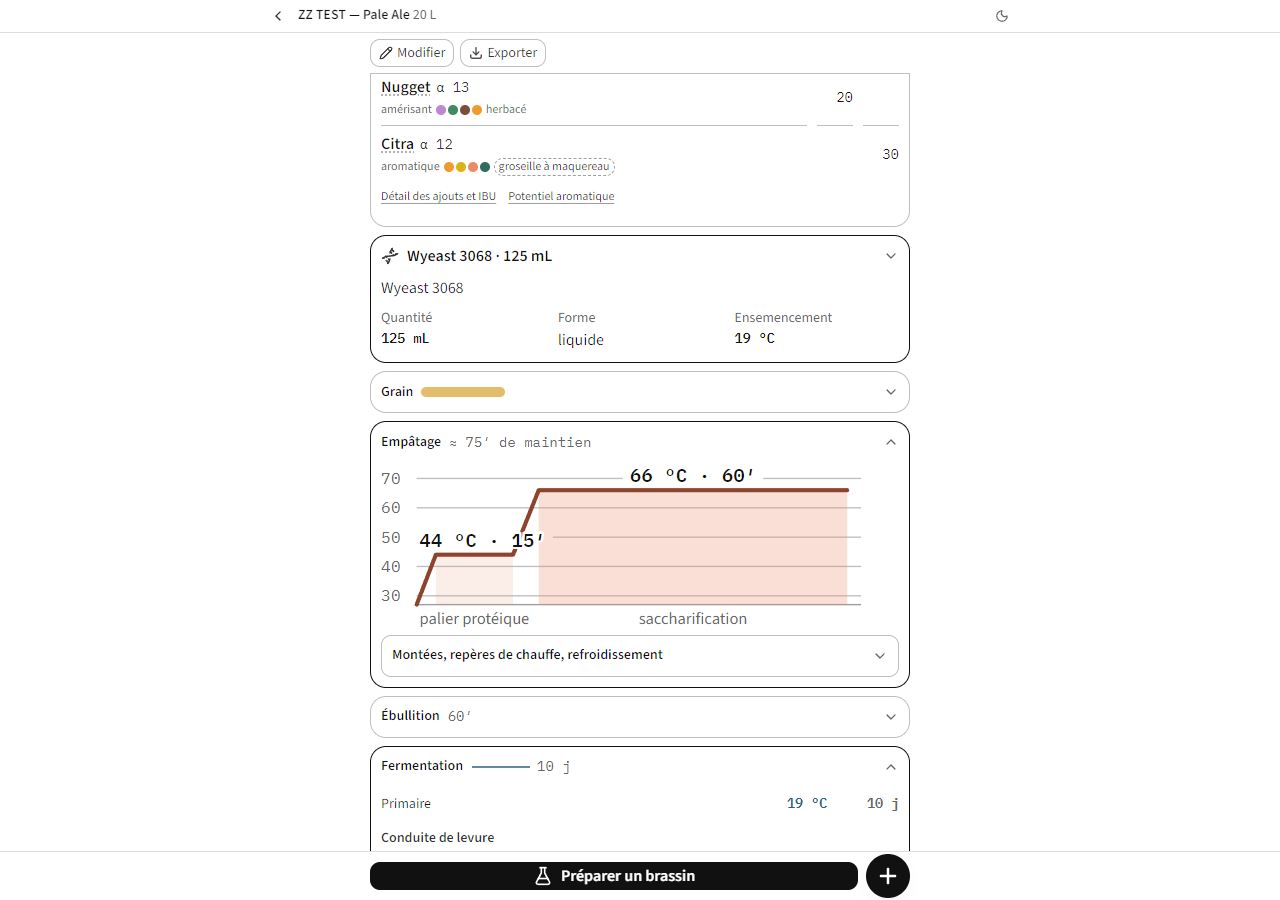 ZZ TEST — Pale Ale 20 L
Modifier
Exporter
Nugget α 13
20
amérisant herbacé
Citra α 12
30
aromatique groseille à maquereau
Détail des ajouts et IBU Potentiel aromatique
Wyeast 3068 · 125 mL
Wyeast 3068
Quantité Forme Ensemencement
125 mL liquide 19 °C
Grain
Empâtage ≈ 75′ de maintien
70
66 °C · 60′
60
50
44 °C · 15′
40
30
palier protéique saccharification
Montées, repères de chauffe, refroidissement
Ébullition 60′
Fermentation 10 j
Primaire 19 °C 10 j
Conduite de levure
Préparer un brassin